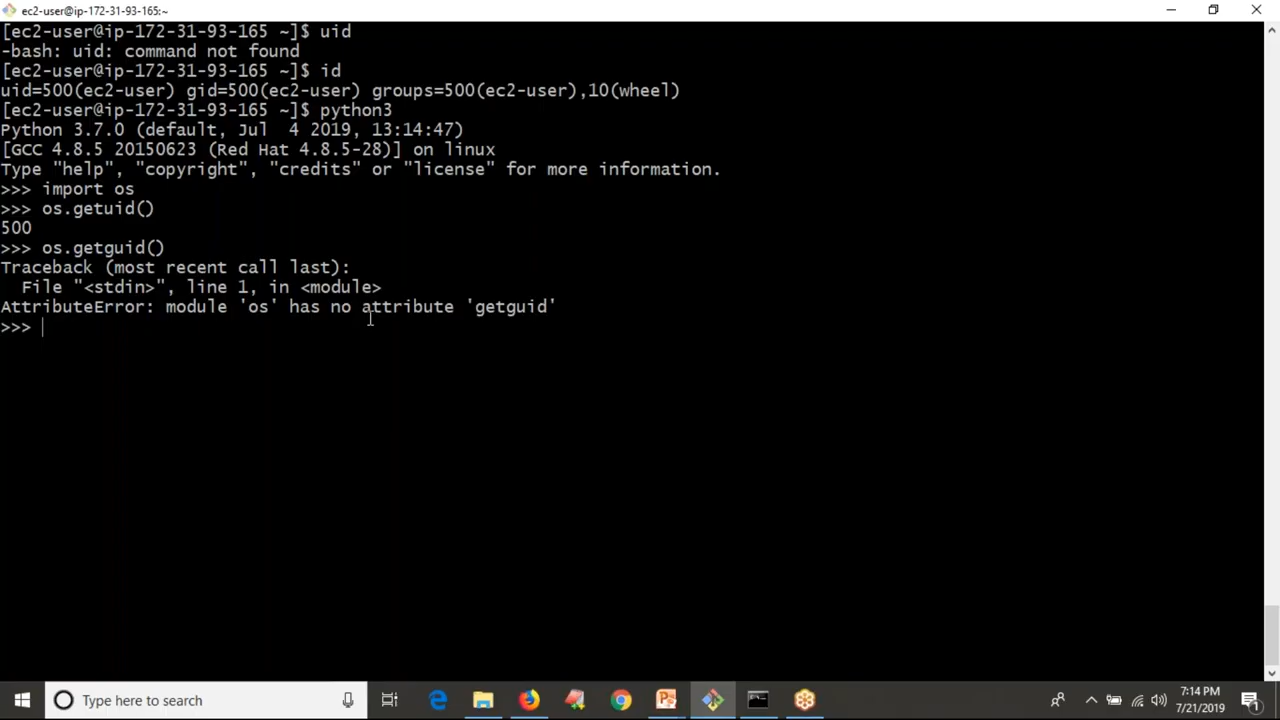 ec2-user@ip-172-31-93-165:~
[ec2-user@ip-172-31-93-165 ~]$ uid
-bash: uid: command not found
[ec2-user@ip-172-31-93-165 ~]$ id
uid=500(ec2-user) gid=500(ec2-user) groups=500(ec2-user),10(wheel)
[ec2-user@ip-172-31-93-165 ~]$ python3
Python 3.7.0 (default, Jul  4 2019, 13:14:47)
[GCC 4.8.5 20150623 (Red Hat 4.8.5-28)] on linux
Type "help", "copyright", "credits" or "license" for more information.
>>> import os
>>> os.getuid()
500
>>> os.getguid()
Traceback (most recent call last):
  File "<stdin>", line 1, in <module>
AttributeError: module 'os' has no attribute 'getguid'
>>>
Type here to search
7:14 PM
7/21/2019
1